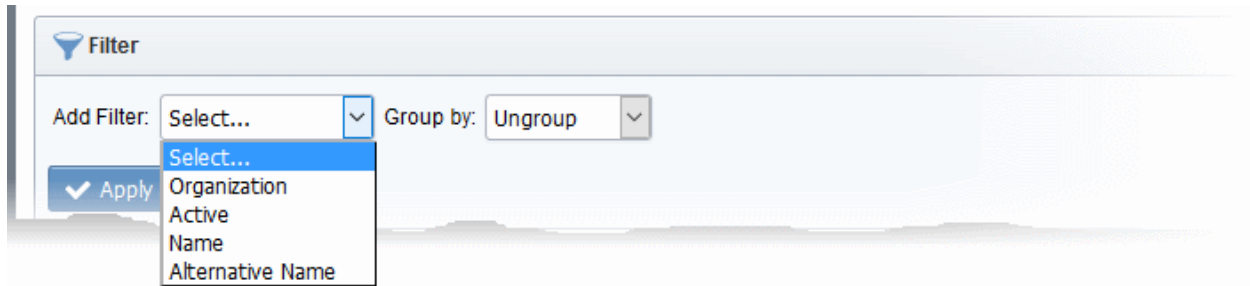 Filter
Add Filter: Select... Group by: Ungroup
Select...
Apply Organization
Active
Name
Alternative Name